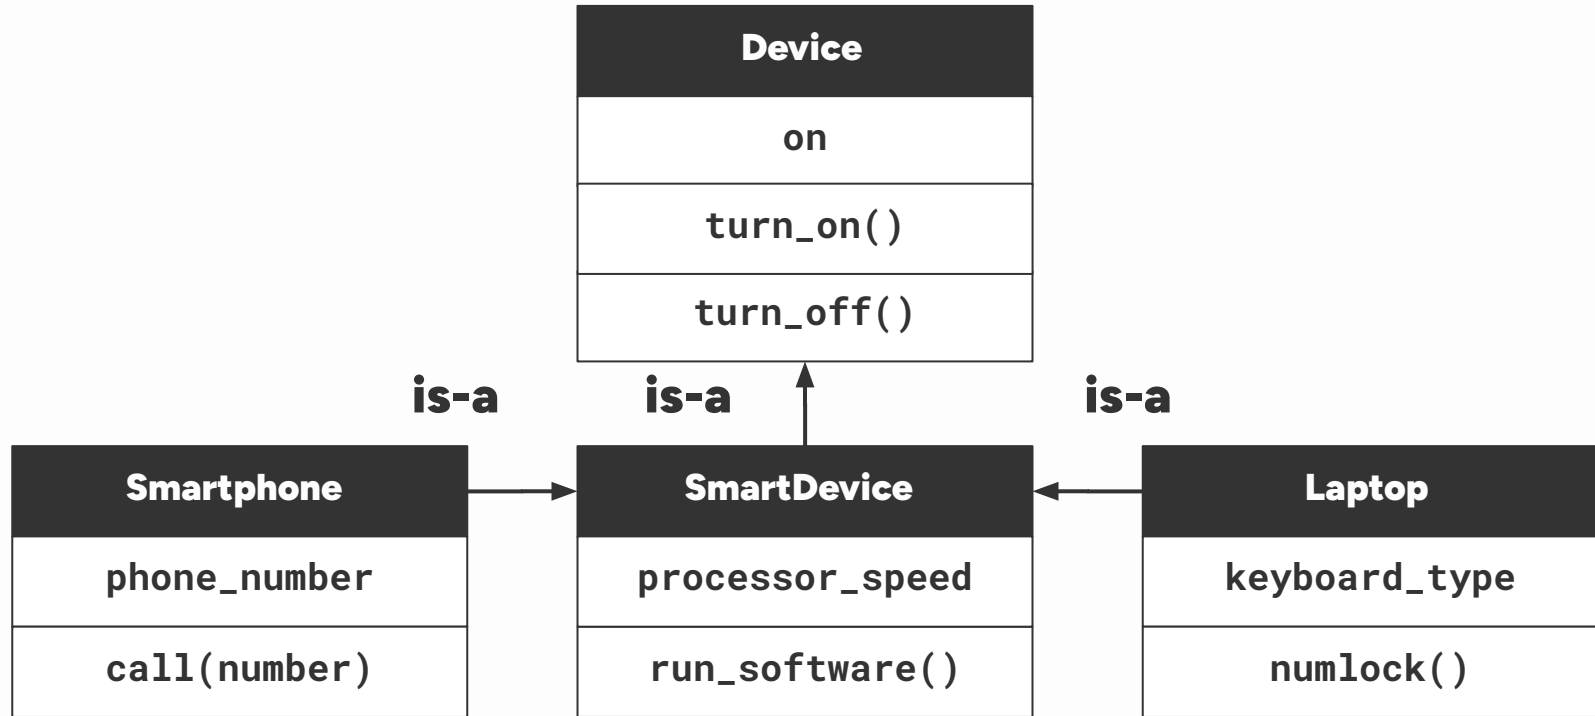 Device
on
turn_on()
turn_off()
is-a is-a is-a
Smartphone SmartDevice Laptop
phone_number processor_speed keyboard_type
call(number) run_software() numlock()